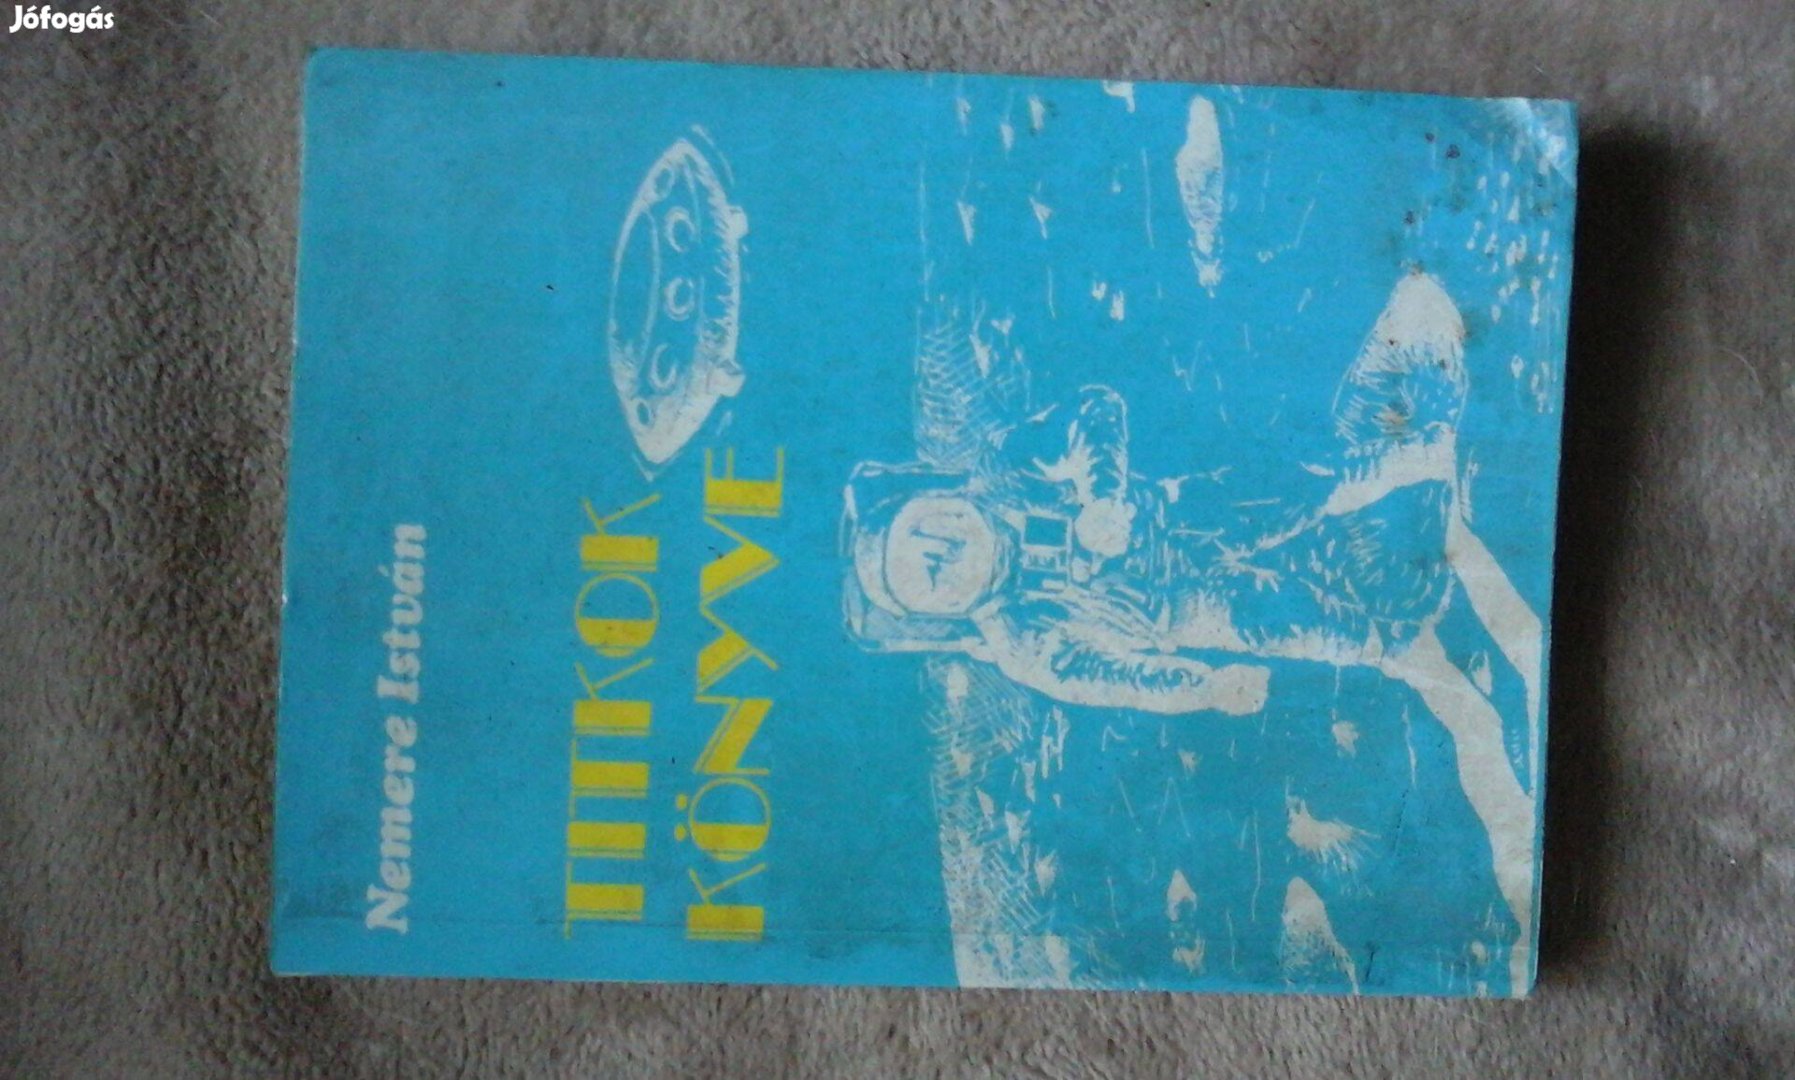 Jófogás
Nemere István
TITKOK
KÖNYVE